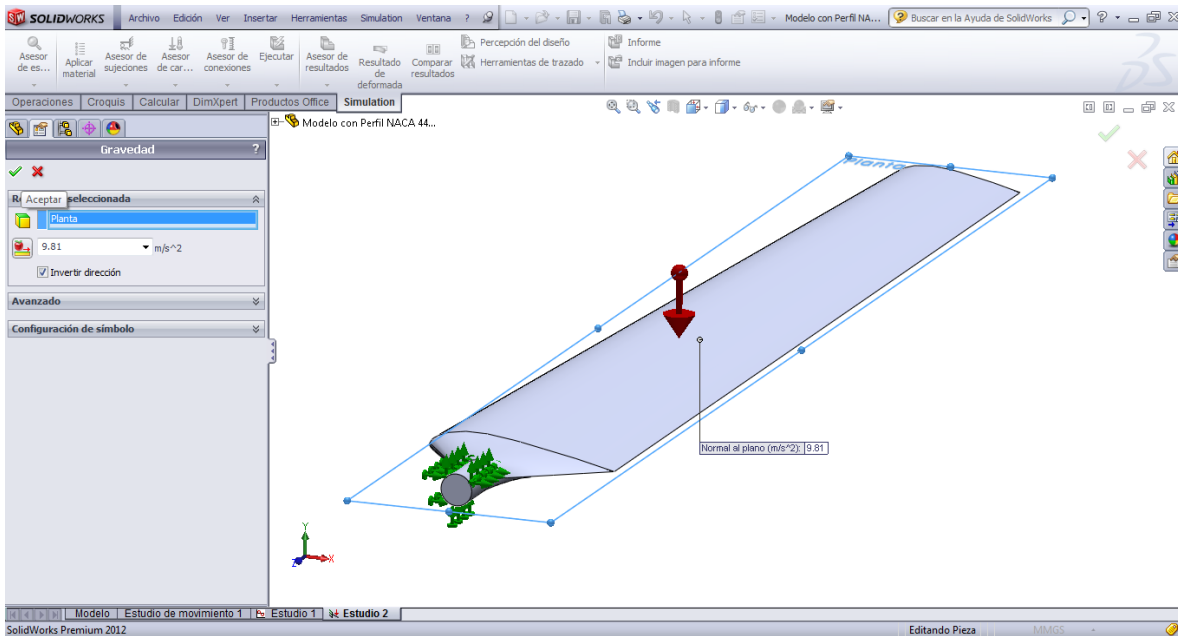 SW SOLIDWORKS Archivo Edición Ver Insertar Herramientas Simulation Ventana ? Modelo con Perfil NA... Buscar en la Ayuda de SolidWorks
Asesor de es...
Aplicar material
Asesor de sujeciones
Asesor de car...
Asesor de conexiones
Ejecutar
Asesor de resultados
Resultado de deformada
Comparar resultados
Percepción del diseño
Herramientas de trazado
Informe
Incluir imagen para informe
Operaciones Croquis Calcular DimXpert Productos Office Simulation
Modelo con Perfil NACA 44...
Gravedad ?
Aceptar seleccionada
Planta
9.81 m/s^2
Invertir dirección
Avanzado
Configuración de símbolo
Planta
Normal al plano (m/s^2): 9.81
Y
X
Z
Modelo Estudio de movimiento 1 Estudio 1 Estudio 2
SolidWorks Premium 2012 Editando Pieza MMGS